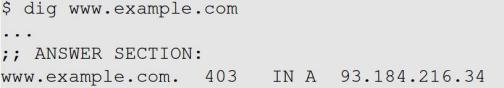 $ dig www.example.com
...
;; ANSWER SECTION:
www.example.com.  403   IN A  93.184.216.34